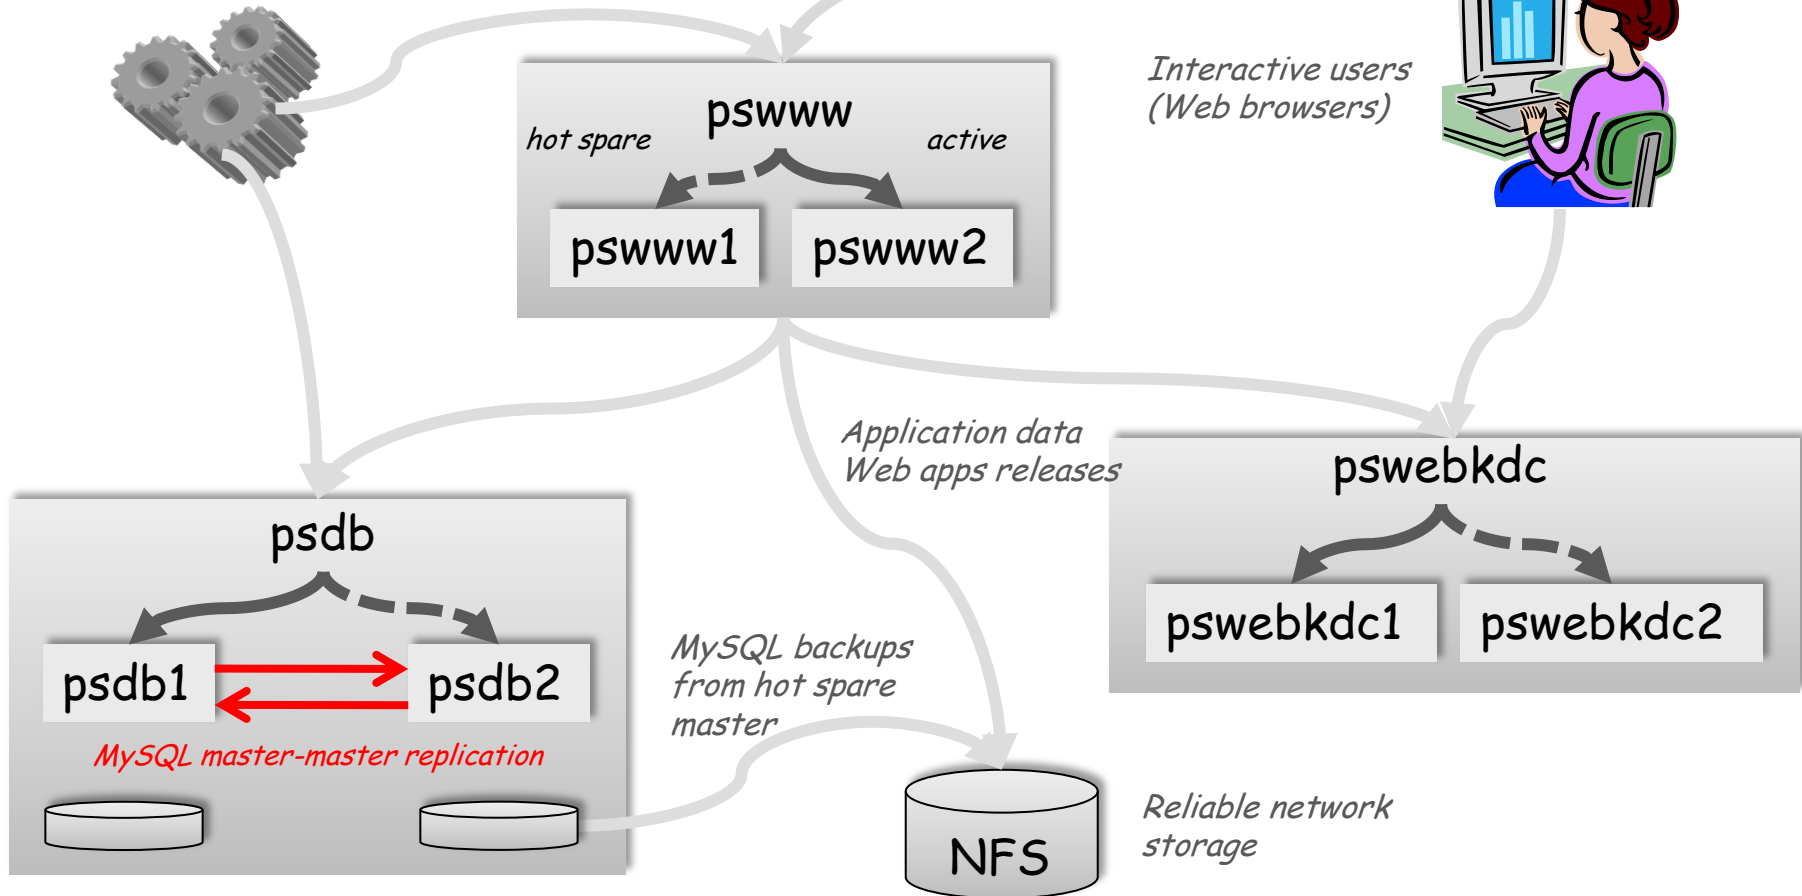 Interactive users
(Web browsers)
pswww
hot spare
active
pswww1
pswww2
Application data
Web apps releases
pswebkdc
psdb
pswebkdc1
pswebkdc2
MySQL backups
from hot spare
master
psdb1
psdb2
MySQL master-master replication
NFS
Reliable network
storage